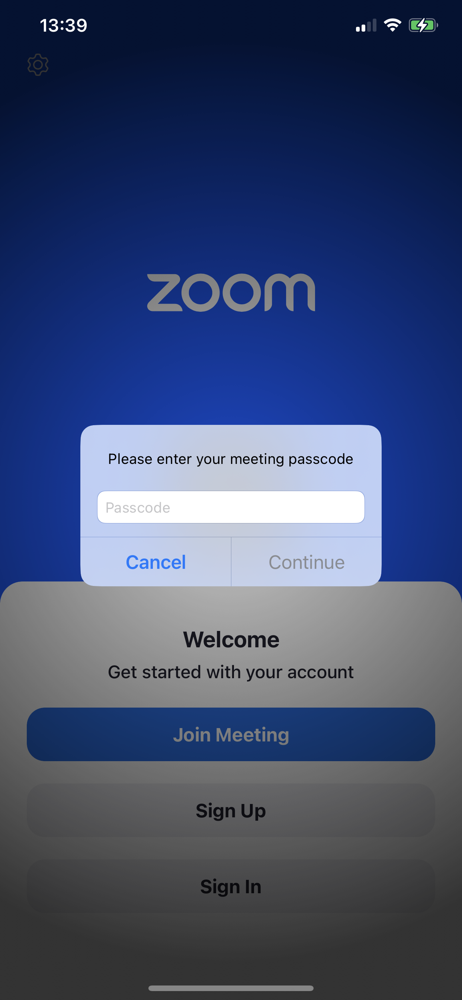 13:39
zoom
Please enter your meeting passcode
Passcode
Cancel
Continue
Welcome
Get started with your account
Join Meeting
Sign Up
Sign In